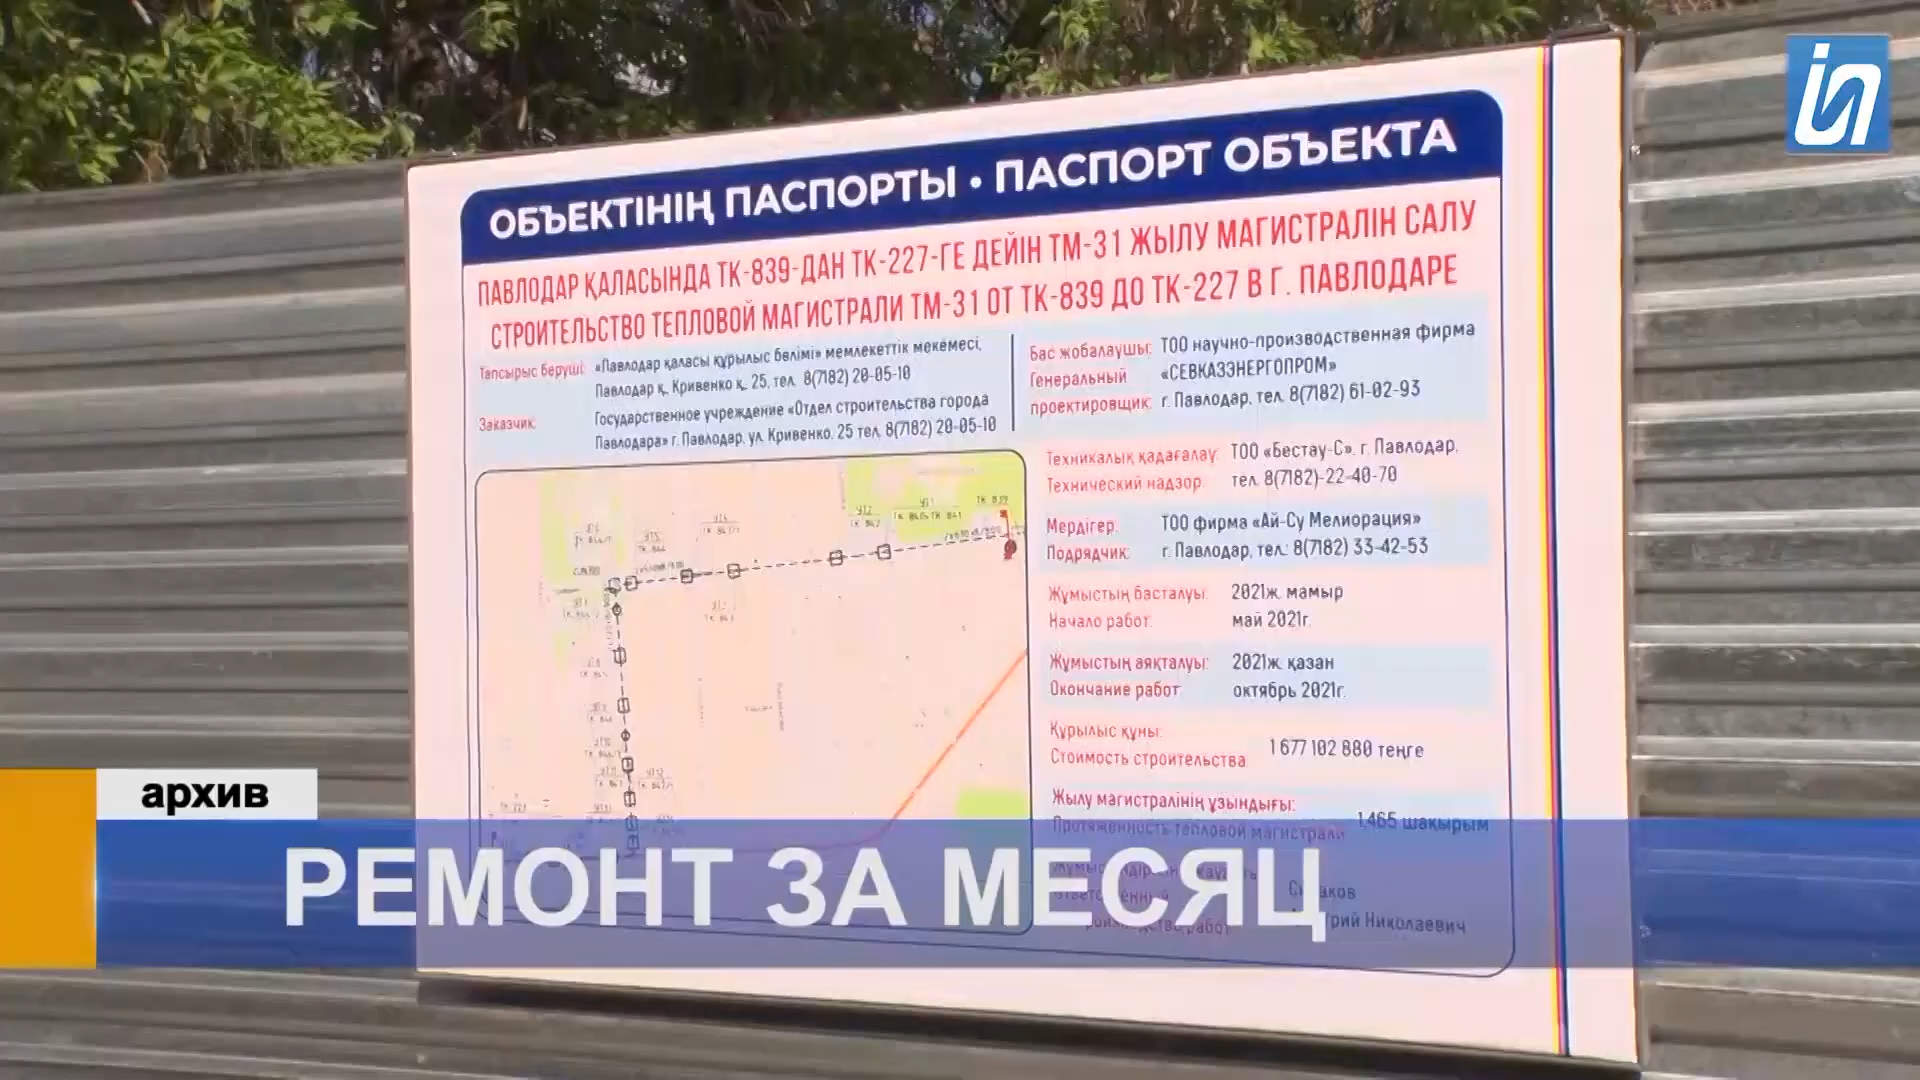 ОБЪЕКТІНІҢ ПАСПОРТЫ • ПАСПОРТ ОБЪЕКТА
ПАВЛОДАР ҚАЛАСЫНДА ТК-839-ДАН ТК-227-ГЕ ДЕЙІН ТМ-31 ЖЫЛУ МАГИСТРАЛІН САЛУ
СТРОИТЕЛЬСТВО ТЕПЛОВОЙ МАГИСТРАЛИ ТМ-31 ОТ ТК-839 ДО ТК-227 В Г. ПАВЛОДАРЕ
Тапсырыс беруші: «Павлодар қаласы құрылыс бөлімі» мемлекеттік мекемесі,
Павлодар қ. Кривенко қ. 25, тел. 8(7182) 20-05-10
Заказчик: Государственное учреждение «Отдел строительства города
Павлодара» г. Павлодар, ул. Кривенко, 25 тел. 8(7182) 20-05-10
Бас жобалаушы: ТОО научно-производственная фирма
Генеральный «СЕВКАЗЭНЕРГОПРОМ»
проектировщик: г. Павлодар, тел. 8(7182) 61-02-93
Техникалық қадағалау: ТОО «Бестау-С», г. Павлодар,
Технический надзор: тел. 8(7182)-22-40-70
Мердігер: ТОО фирма «Ай-Су Мелиорация»
Подрядчик: г. Павлодар, тел.: 8(7182) 33-42-53
Жұмыстың басталуы: 2021ж. мамыр
Начало работ: май 2021г.
Жұмыстың аяқталуы: 2021ж. қазан
Окончание работ: октябрь 2021г.
Құрылыс құны:
Стоимость строительства: 1 677 102 880 теңге
Жылу магистралінің ұзындығы:
Протяженность тепловой магистрали 1,465 шақырым
Николаевич
ТК 839
архив
РЕМОНТ ЗА МЕСЯЦ